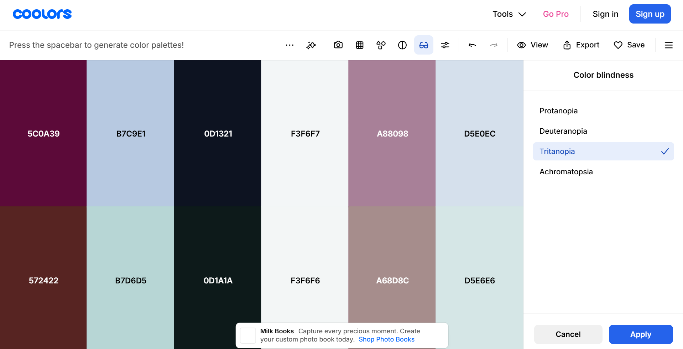 coolors
Tools
Go Pro
Sign in
Sign up
Press the spacebar to generate color palettes!
View
Export
Save
Color blindness
Protanopia
Deuteranopia
Tritanopia
Achromatopsia
5C0A39
B7C9E1
0D1321
F3F6F7
A88098
D5E0EC
572422
B7D6D5
0D1A1A
F3F6F6
A68D8C
D5E6E6
Milk Books Capture every precious moment. Create
your custom photo book today. Shop Photo Books
Cancel
Apply